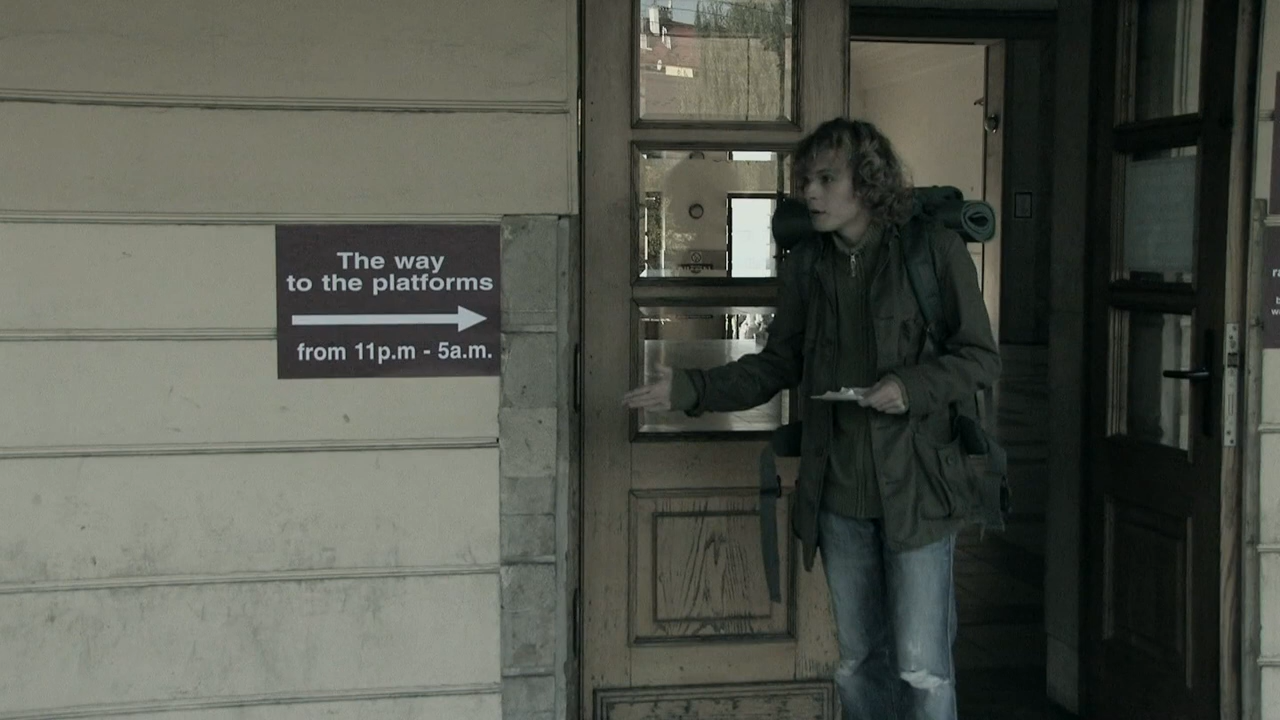 The way
to the platforms
from 11p.m - 5a.m.